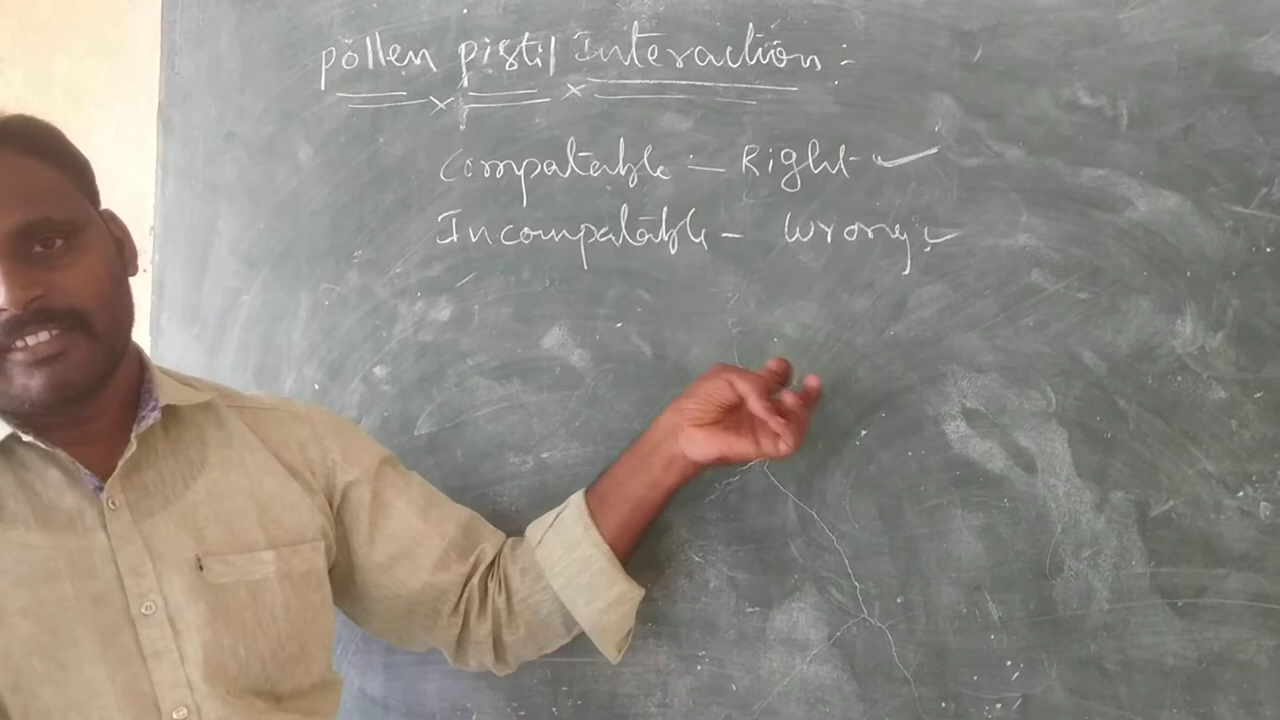 pollen pistil Interaction :-
Compatable :- Right
Incompatable - Wrong